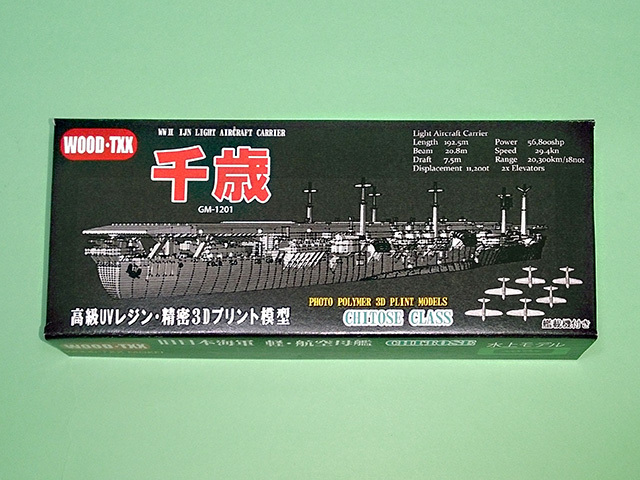 WOOD·TXX
WWⅡ IJN LIGHT AIRCRAFT CARRIER
千歳
GM-1201
Light Aircraft Carrier
Length 192.5m Power 56,800shp
Beam 20.8m Speed 29.4kn
Draft 7.5m Range 20,300km/18not
Displacement 11,200t 2x Elevators
PHOTO POLYMER 3D PLINT MODELS
高級UVレジン・精密3Dプリント模型
CHITOSE CLASS
艦載機付き
WOOD·TXX 旧日本海軍 軽・航空母艦 CHITOSE 水上モデル